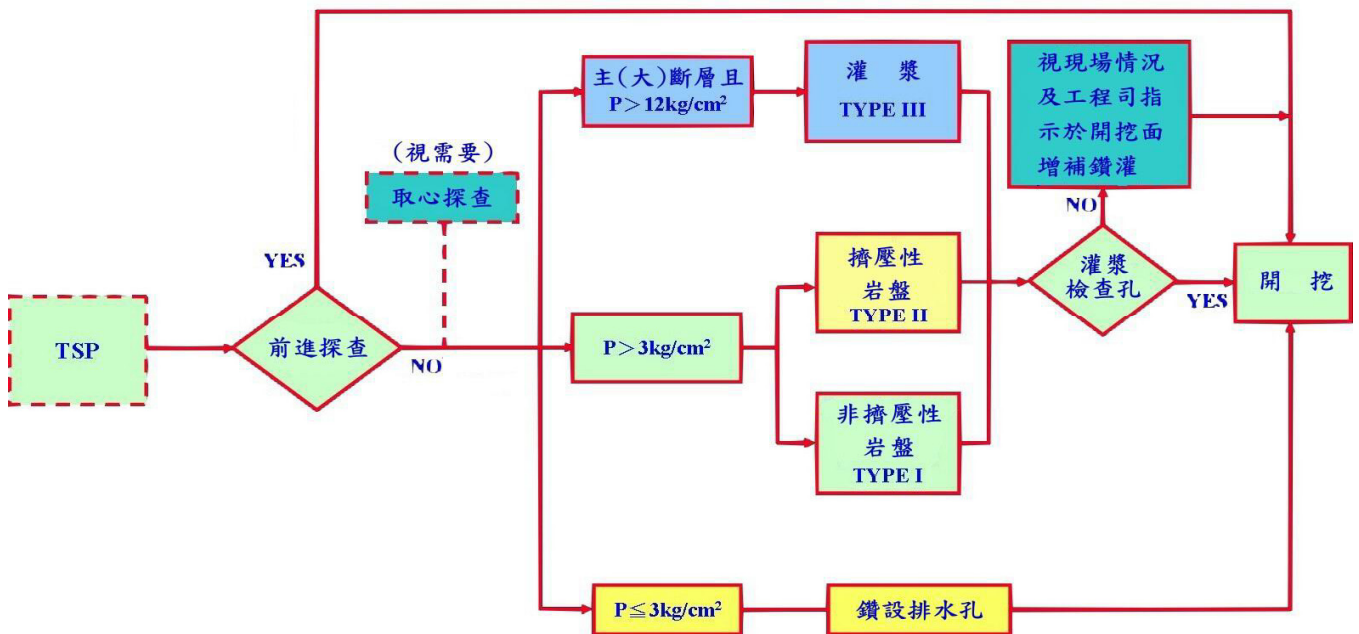 TSP
YES
前進探查
NO
(視需要)
取心探查
主(大)斷層且
P＞12kg/cm²
灌 漿
TYPE III
P＞3kg/cm²
擠壓性
岩盤
TYPE II
非擠壓性
岩盤
TYPE I
P≦3kg/cm²
鑽設排水孔
視現場情況
及工程司指
示於開挖面
增補鑽灌
NO
灌漿
檢查孔
YES
開 挖